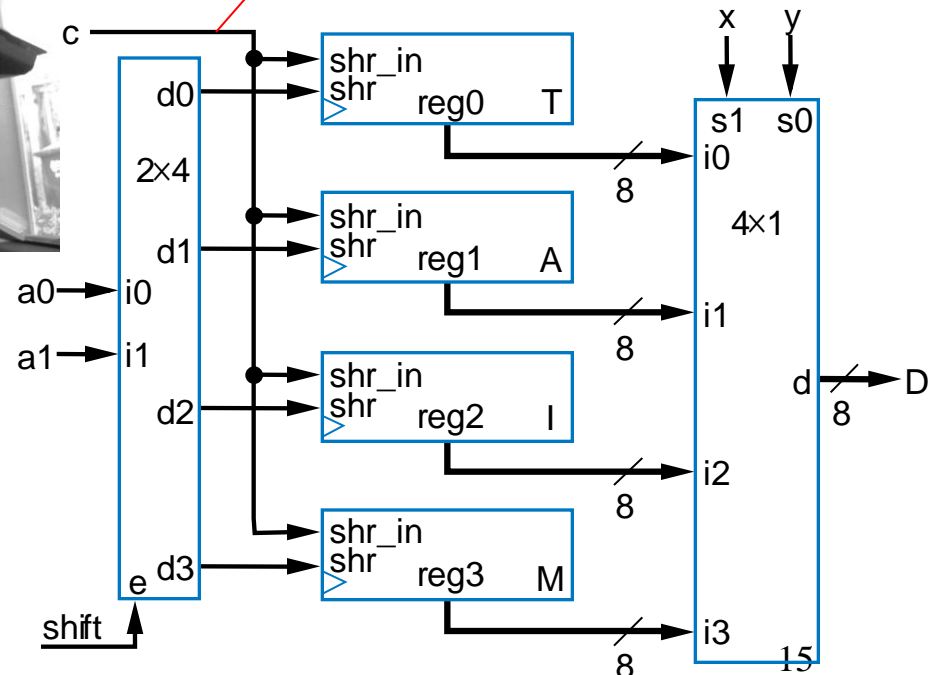 x y
c
shr_in
shr
reg0 T
d0
s1 s0
i0
8
2×4
4×1
shr_in
shr
reg1 A
d1
a0 i0
i1
8
a1 i1
shr_in
shr
reg2 I
d2
d D
8
i2
8
shr_in
shr
reg3 M
d3
e
shift
i3
8
15